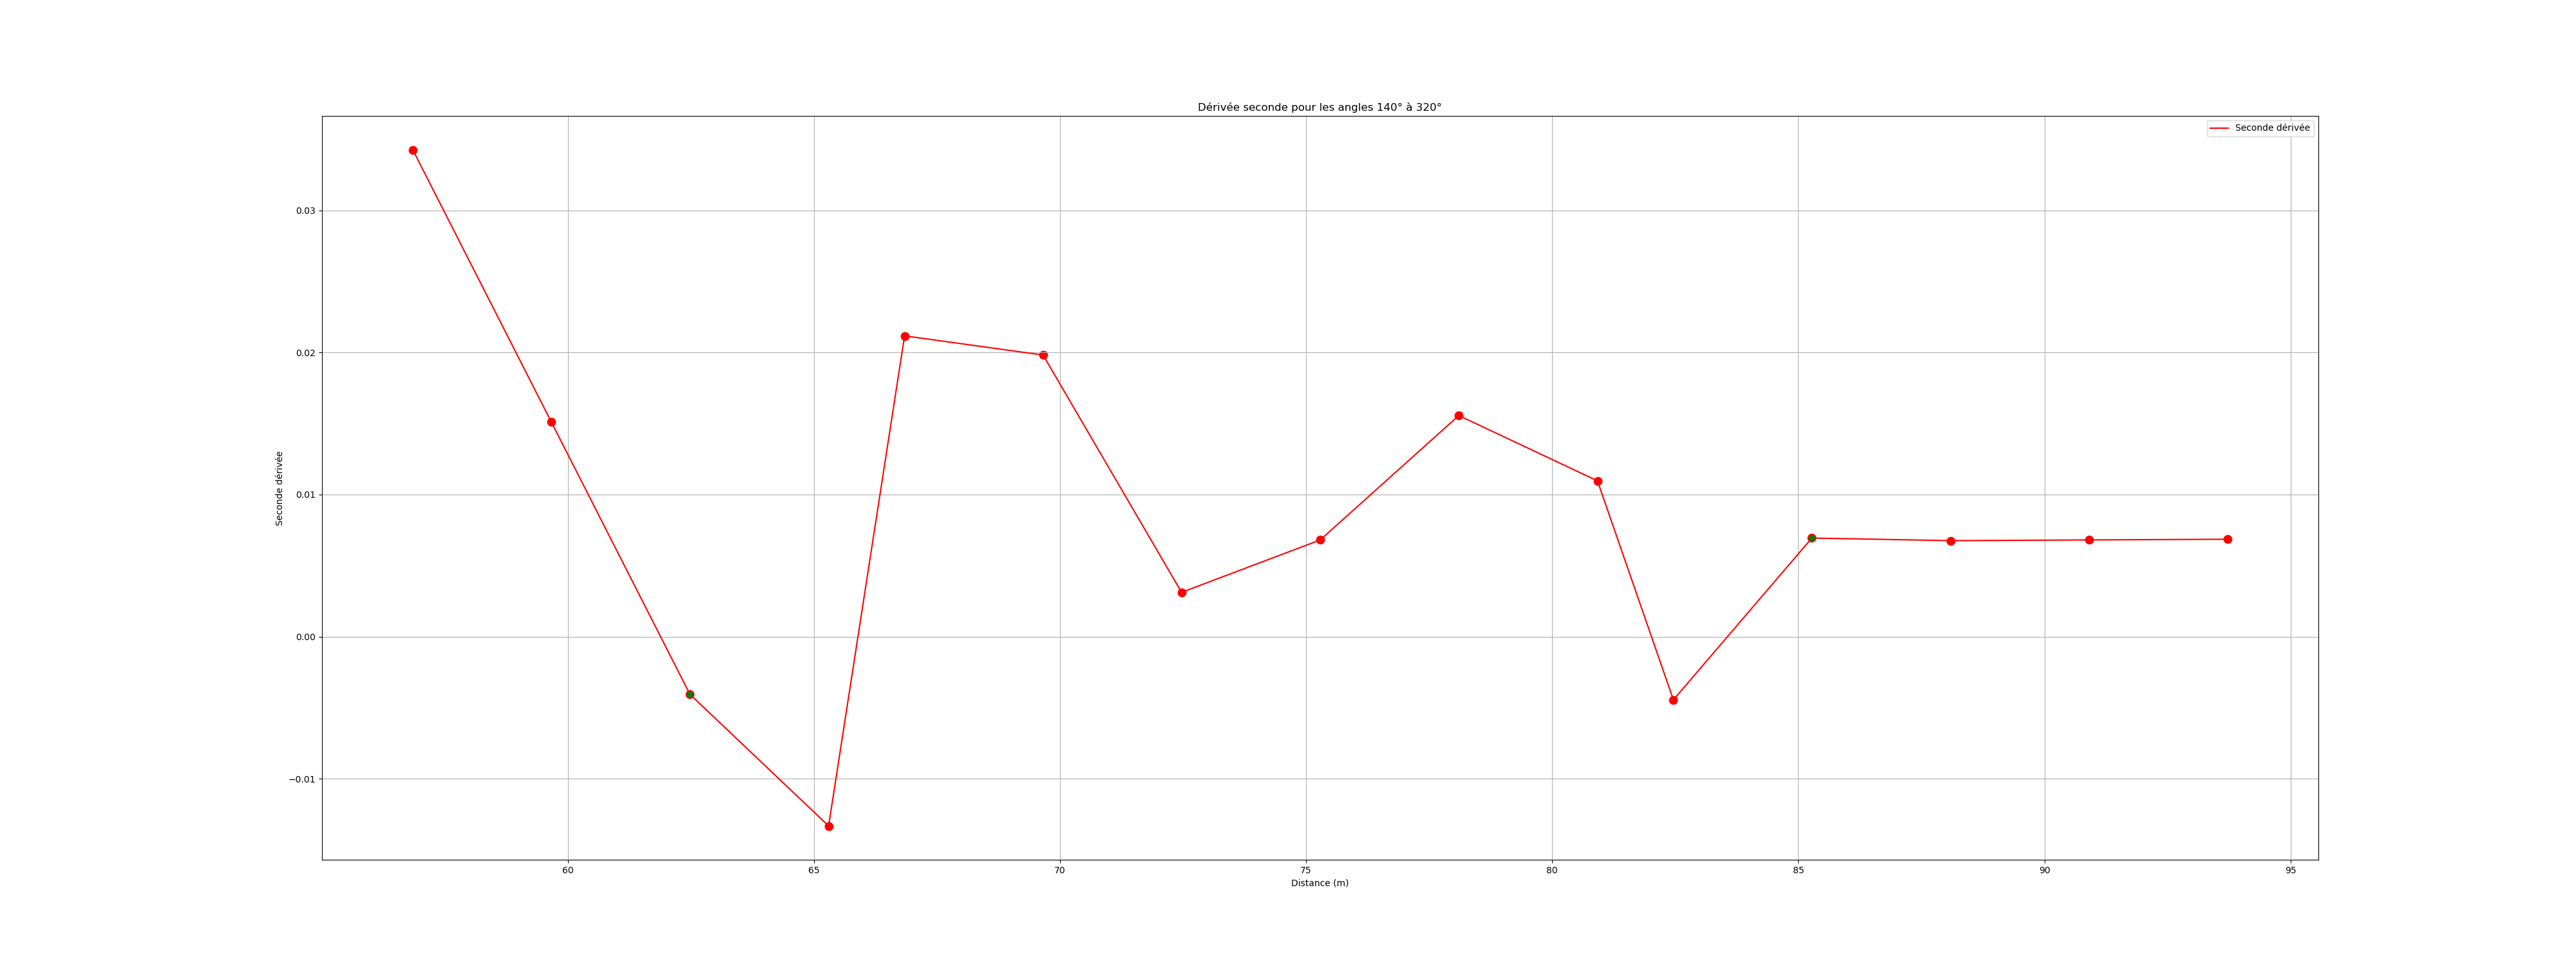 Dérivée seconde pour les angles 140° à 320°
Seconde dérivée
0.03
0.02
0.01
0.00
−0.01
Seconde dérivée
60 65 70 75 80 85 90 95
Distance (m)